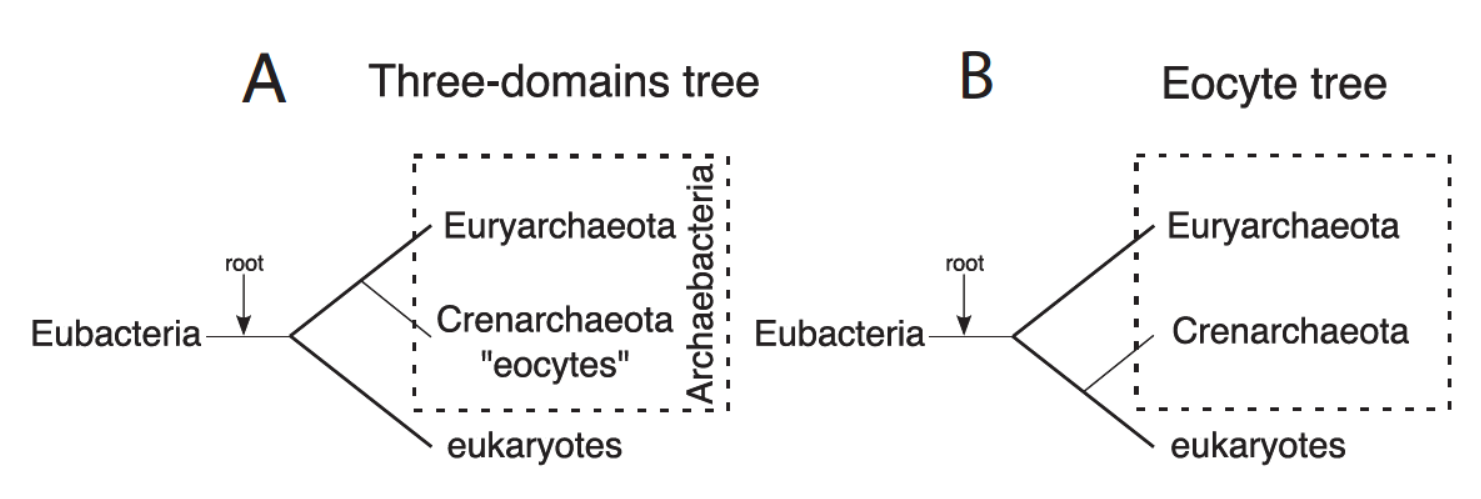 A
Three-domains tree
Euryarchaeota
root
Crenarchaeota
"eocytes"
Archaebacteria
Eubacteria
eukaryotes
B
Eocyte tree
Euryarchaeota
root
Crenarchaeota
Eubacteria
eukaryotes